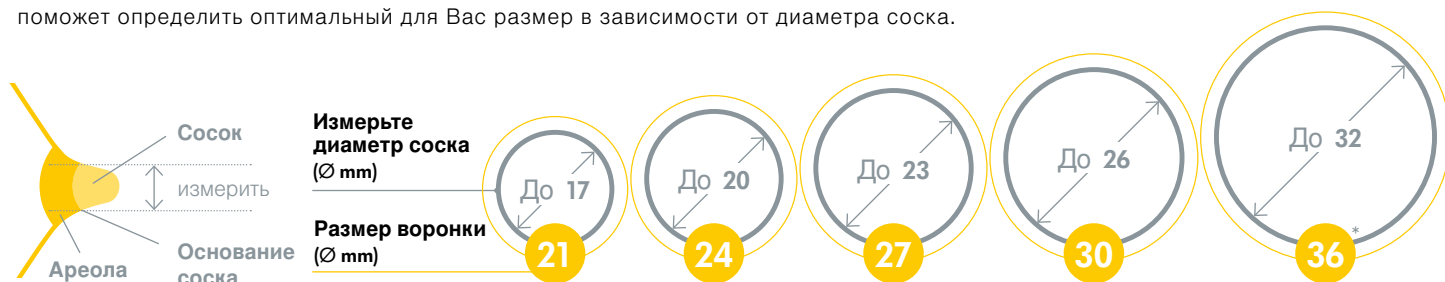 поможет определить оптимальный для Вас размер в зависимости от диаметра соска.
Сосок
измерить
Основание
соска
Ареола
Измерьте
диаметр соска
(Ø mm)
До 17
До 20
До 23
До 26
До 32
Размер воронки
(Ø mm)
21
24
27
30
36*